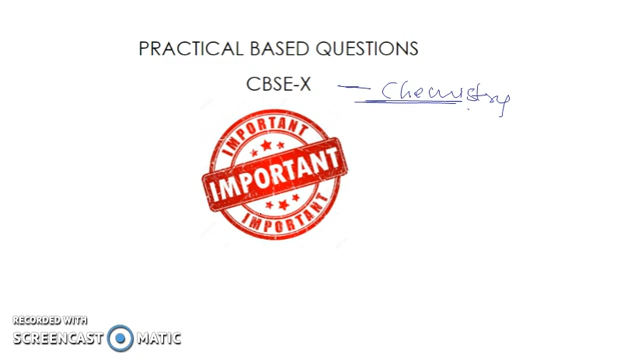 PRACTICAL BASED QUESTIONS
CBSE-X — Chemistry
IMPORTANT
IMPORTANT
IMPORTANT
RECORDED WITH
SCREENCAST MATIC